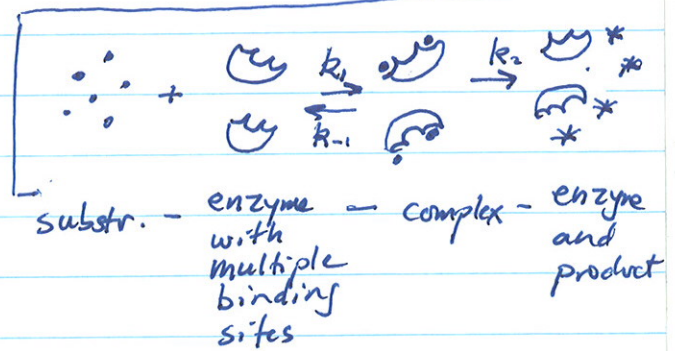 + k₁ k₂
k₋₁
substr. - enzyme - complex - enzyme
with and
multiple product
binding
sites